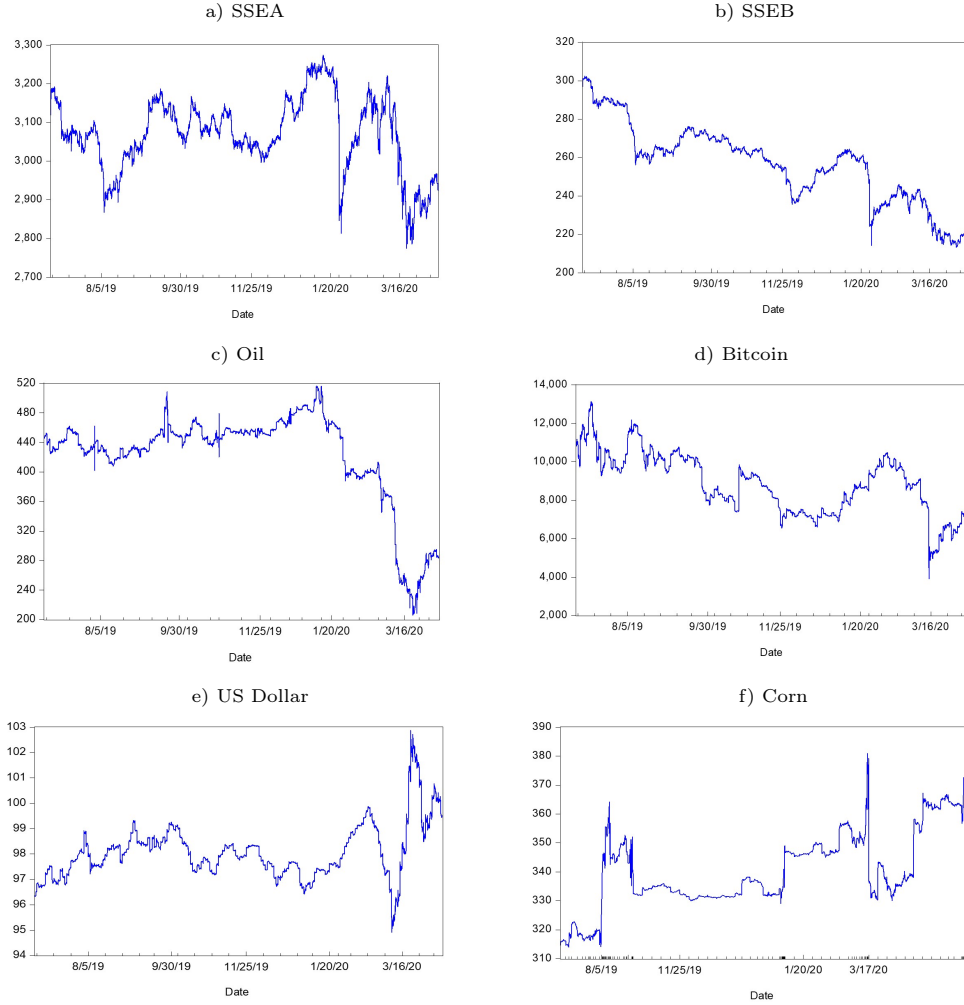 a) SSEA
3,300
3,200
3,100
3,000
2,900
2,800
2,700
8/5/19 9/30/19 11/25/19 1/20/20 3/16/20
Date
b) SSEB
320
300
280
260
240
220
200
8/5/19 9/30/19 11/25/19 1/20/20 3/16/20
Date
c) Oil
520
480
440
400
360
320
280
240
200
8/5/19 9/30/19 11/25/19 1/20/20 3/16/20
Date
d) Bitcoin
14,000
12,000
10,000
8,000
6,000
4,000
2,000
8/5/19 9/30/19 11/25/19 1/20/20 3/16/20
Date
e) US Dollar
103
102
101
100
99
98
97
96
95
94
8/5/19 9/30/19 11/25/19 1/20/20 3/16/20
Date
f) Corn
390
380
370
360
350
340
330
320
310
8/5/19 11/25/19 1/20/20 3/17/20
Date